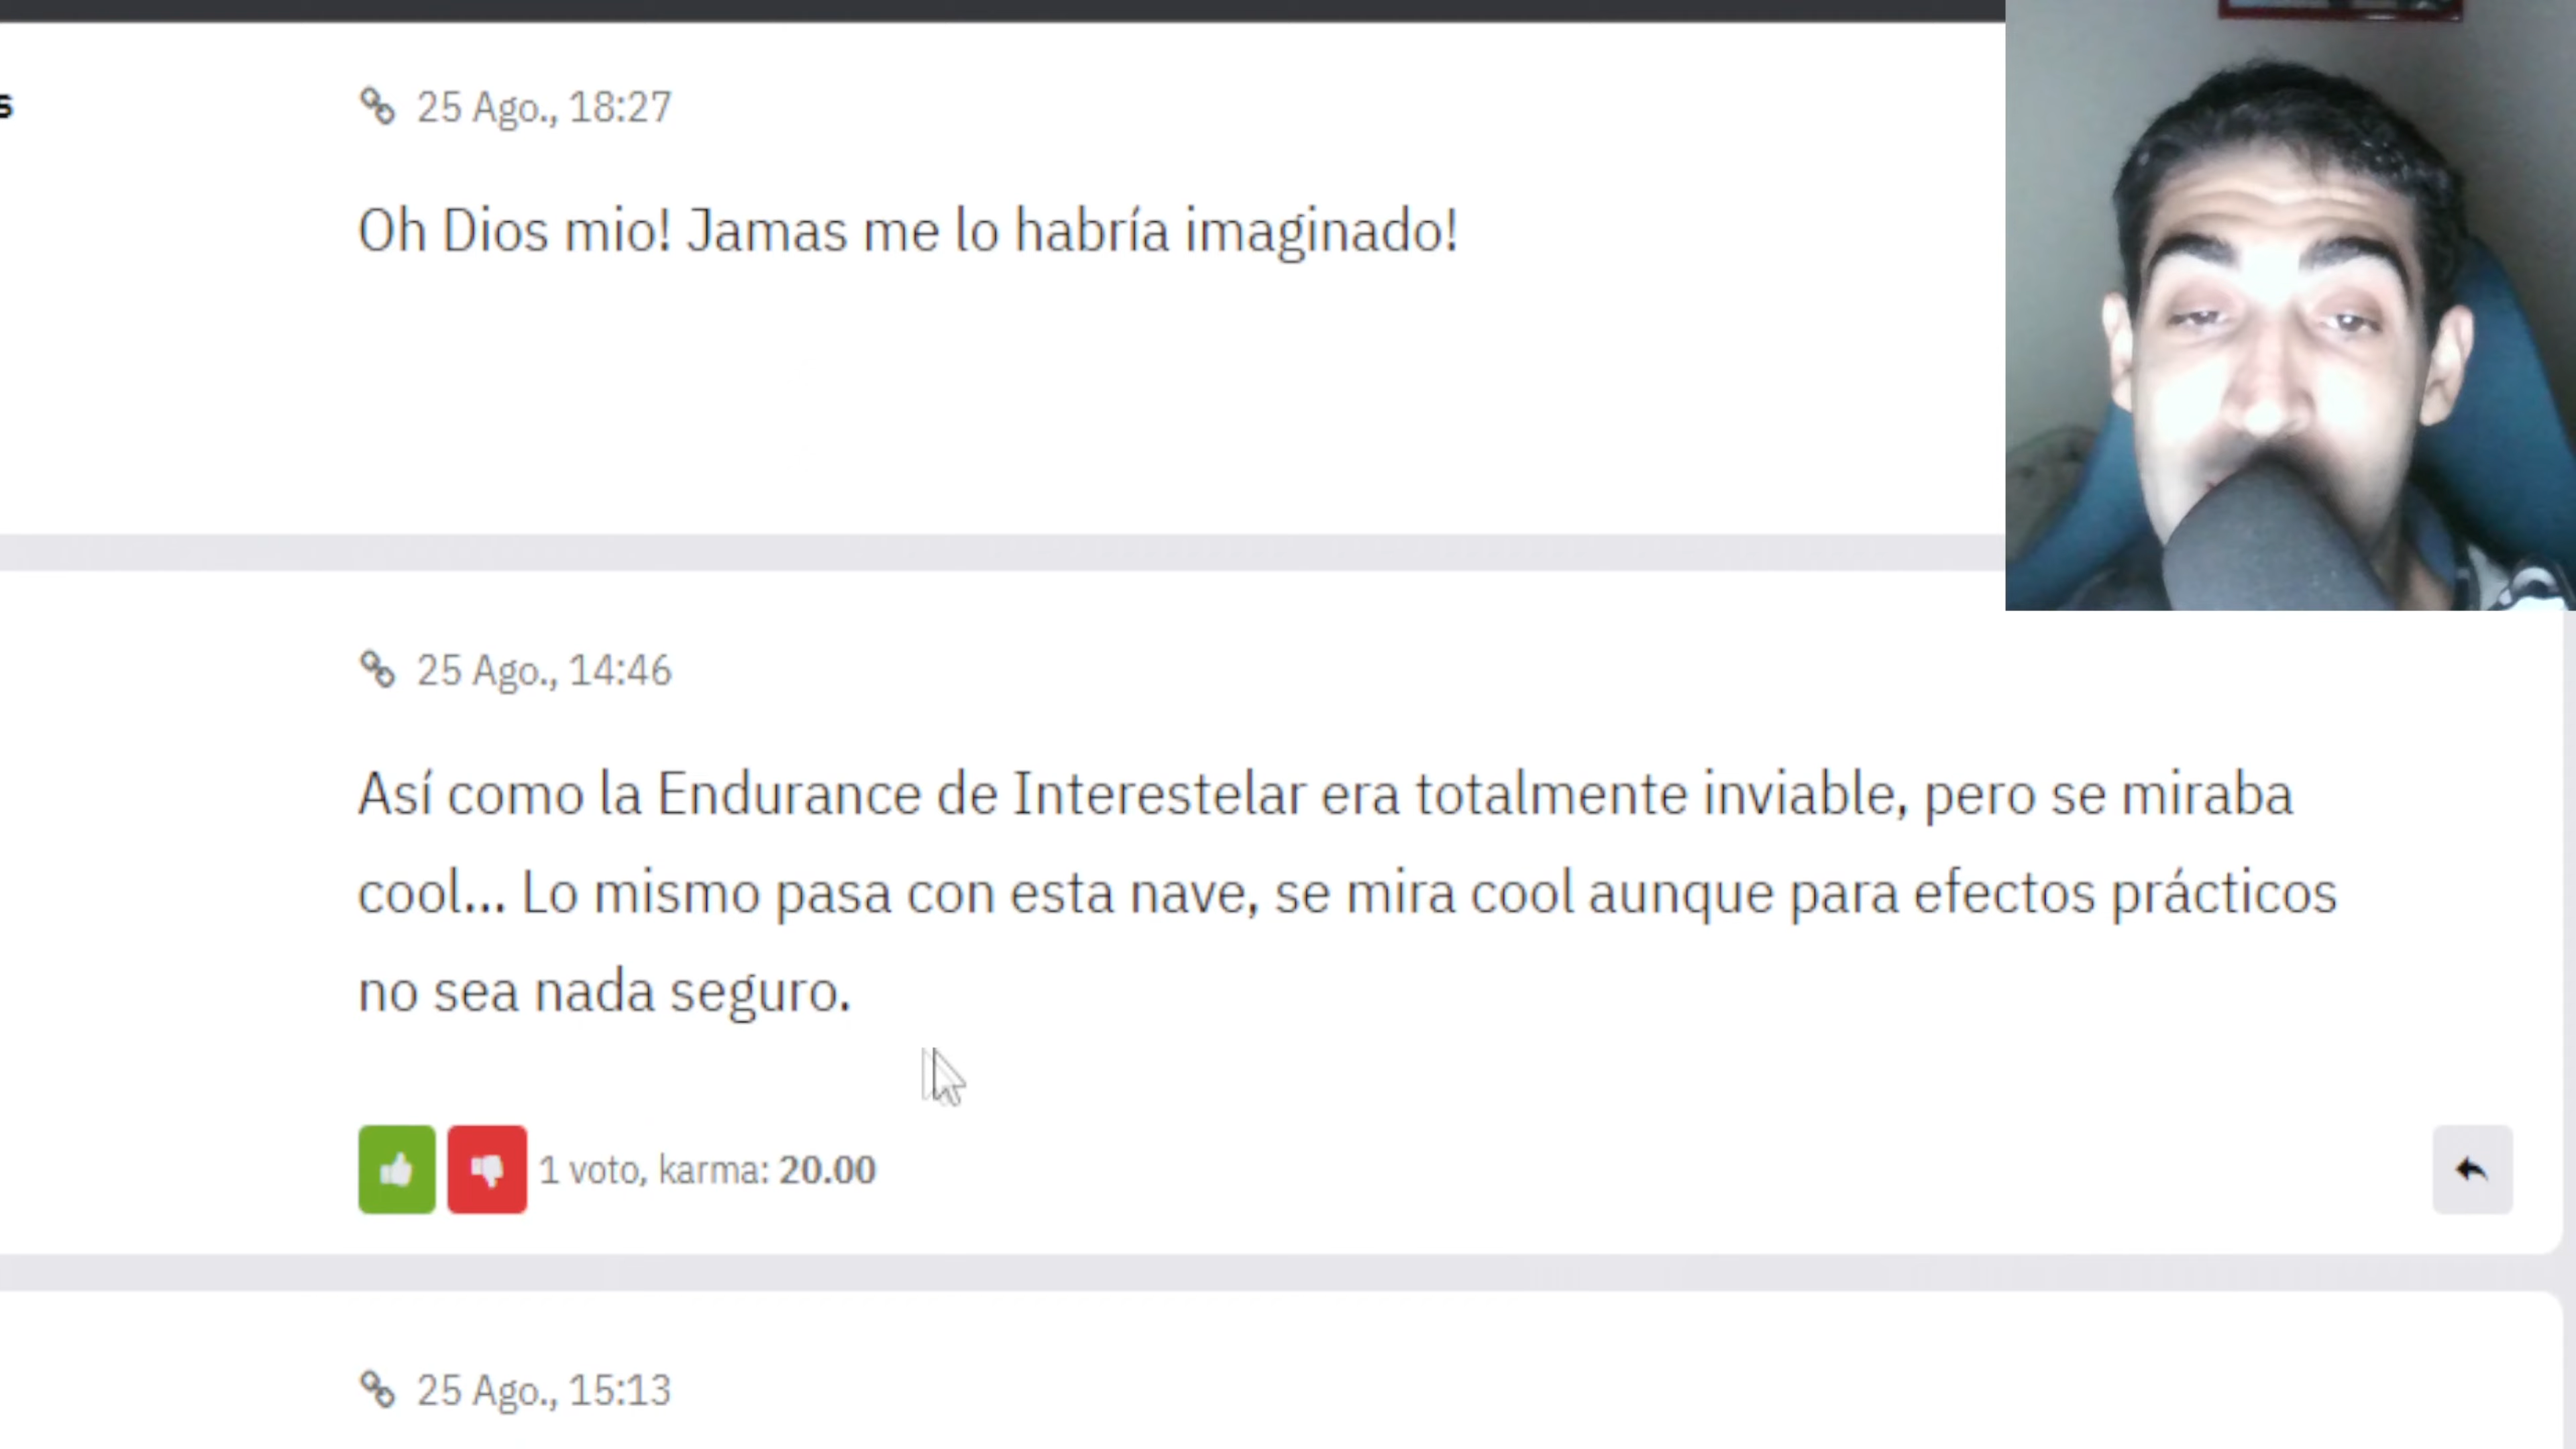 s
25 Ago., 18:27
Oh Dios mio! Jamas me lo habría imaginado!
25 Ago., 14:46
Así como la Endurance de Interestelar era totalmente inviable, pero se miraba
cool... Lo mismo pasa con esta nave, se mira cool aunque para efectos prácticos
no sea nada seguro.
1 voto, karma: 20.00
25 Ago., 15:13